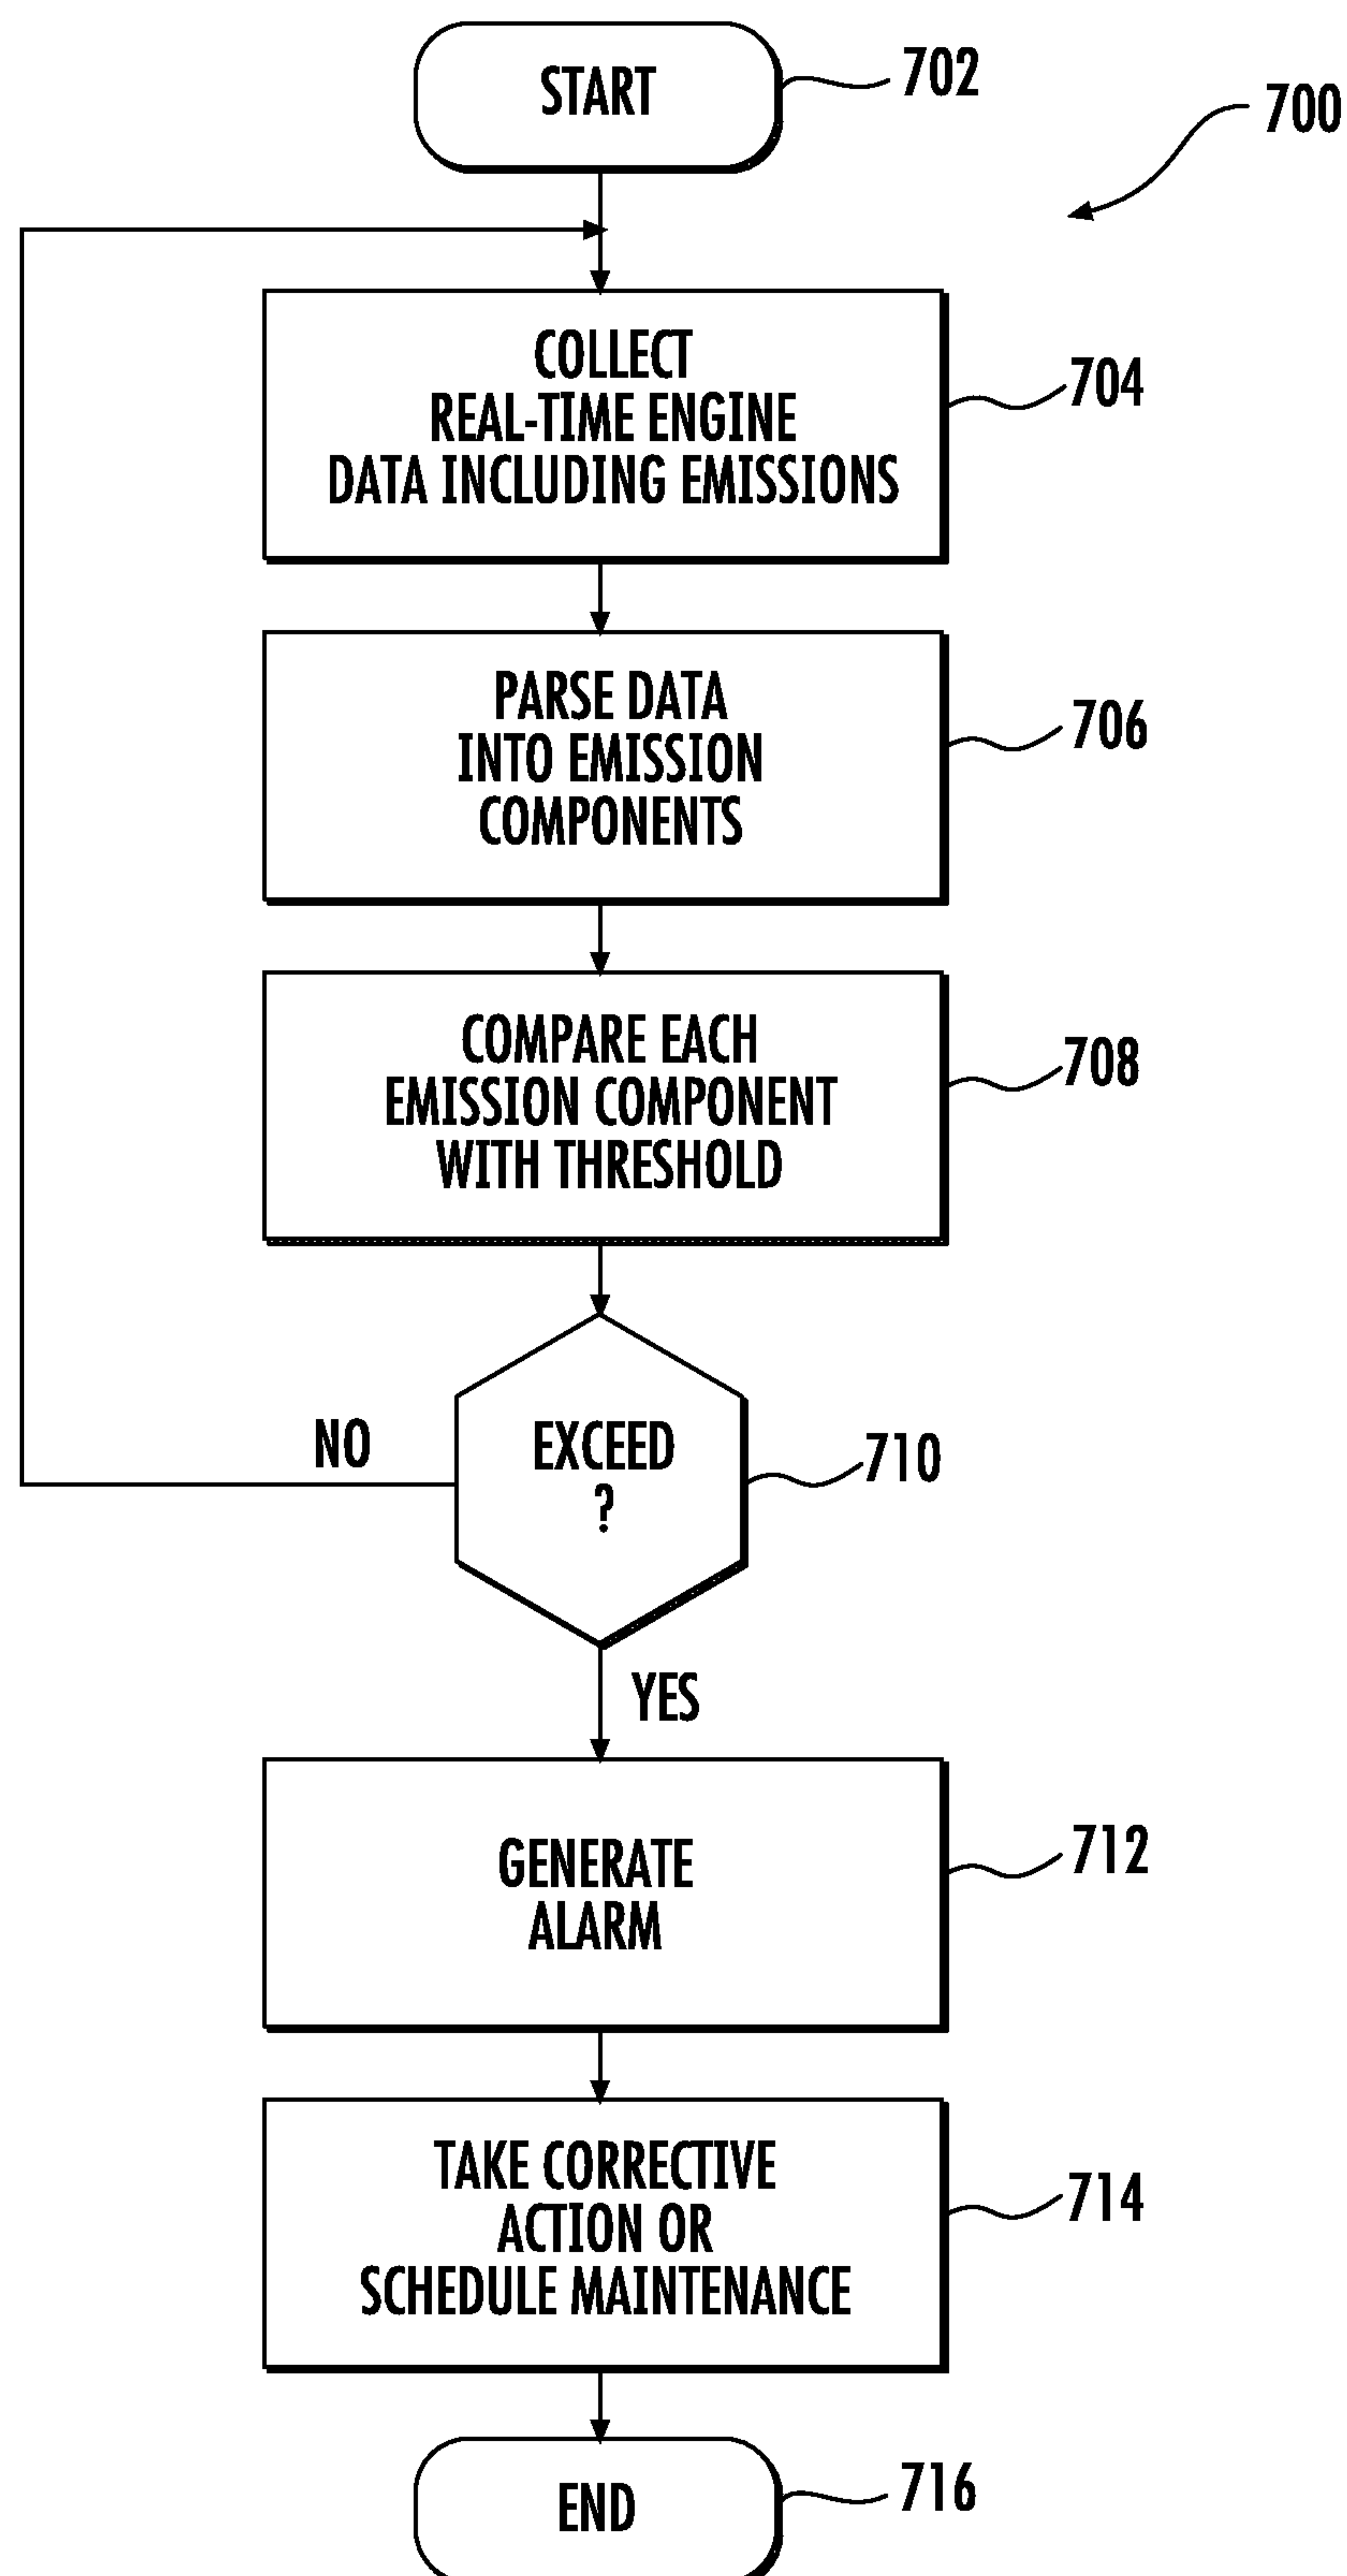 START
702
700
COLLECT
REAL-TIME ENGINE
DATA INCLUDING EMISSIONS
704
PARSE DATA
INTO EMISSION
COMPONENTS
706
COMPARE EACH
EMISSION COMPONENT
WITH THRESHOLD
708
NO
EXCEED
?
710
YES
GENERATE
ALARM
712
TAKE CORRECTIVE
ACTION OR
SCHEDULE MAINTENANCE
714
END
716